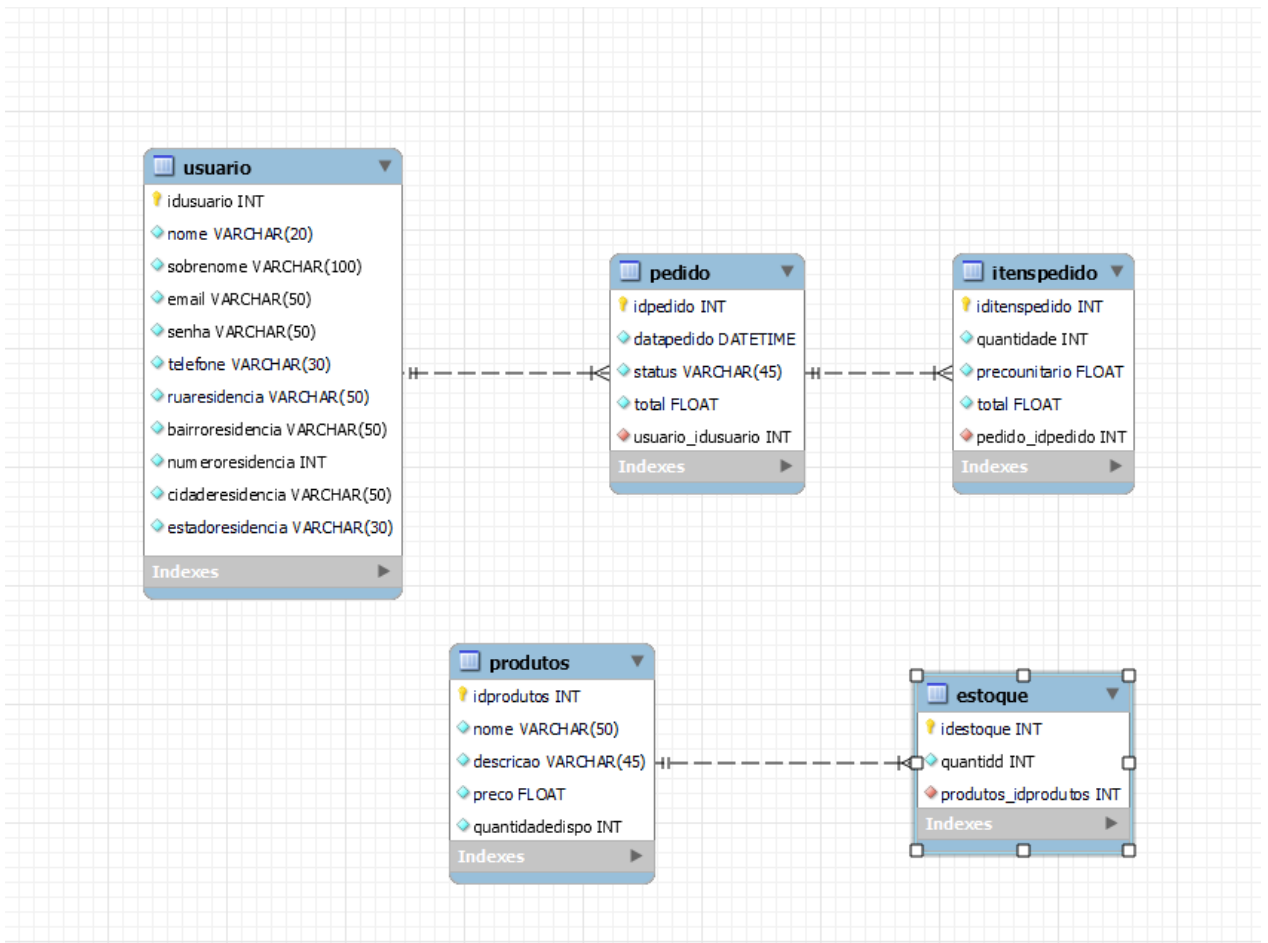 usuario
idusuario INT
nome VARCHAR(20)
sobrenome VARCHAR(100)
email VARCHAR(50)
senha VARCHAR(50)
telefone VARCHAR(30)
ruaresidencia VARCHAR(50)
bairroresidencia VARCHAR(50)
numeroresidencia INT
cidaderesidencia VARCHAR(50)
estadoresidencia VARCHAR(30)
Indexes
pedido
idpedido INT
datapedido DATETIME
status VARCHAR(45)
total FLOAT
usuario_idusuario INT
Indexes
itenspedido
iditenspedido INT
quantidade INT
precounitario FLOAT
total FLOAT
pedido_idpedido INT
Indexes
produtos
idprodutos INT
nome VARCHAR(50)
descricao VARCHAR(45)
preco FLOAT
quantidadedispo INT
Indexes
estoque
idestoque INT
quantidd INT
produtos_idprodutos INT
Indexes